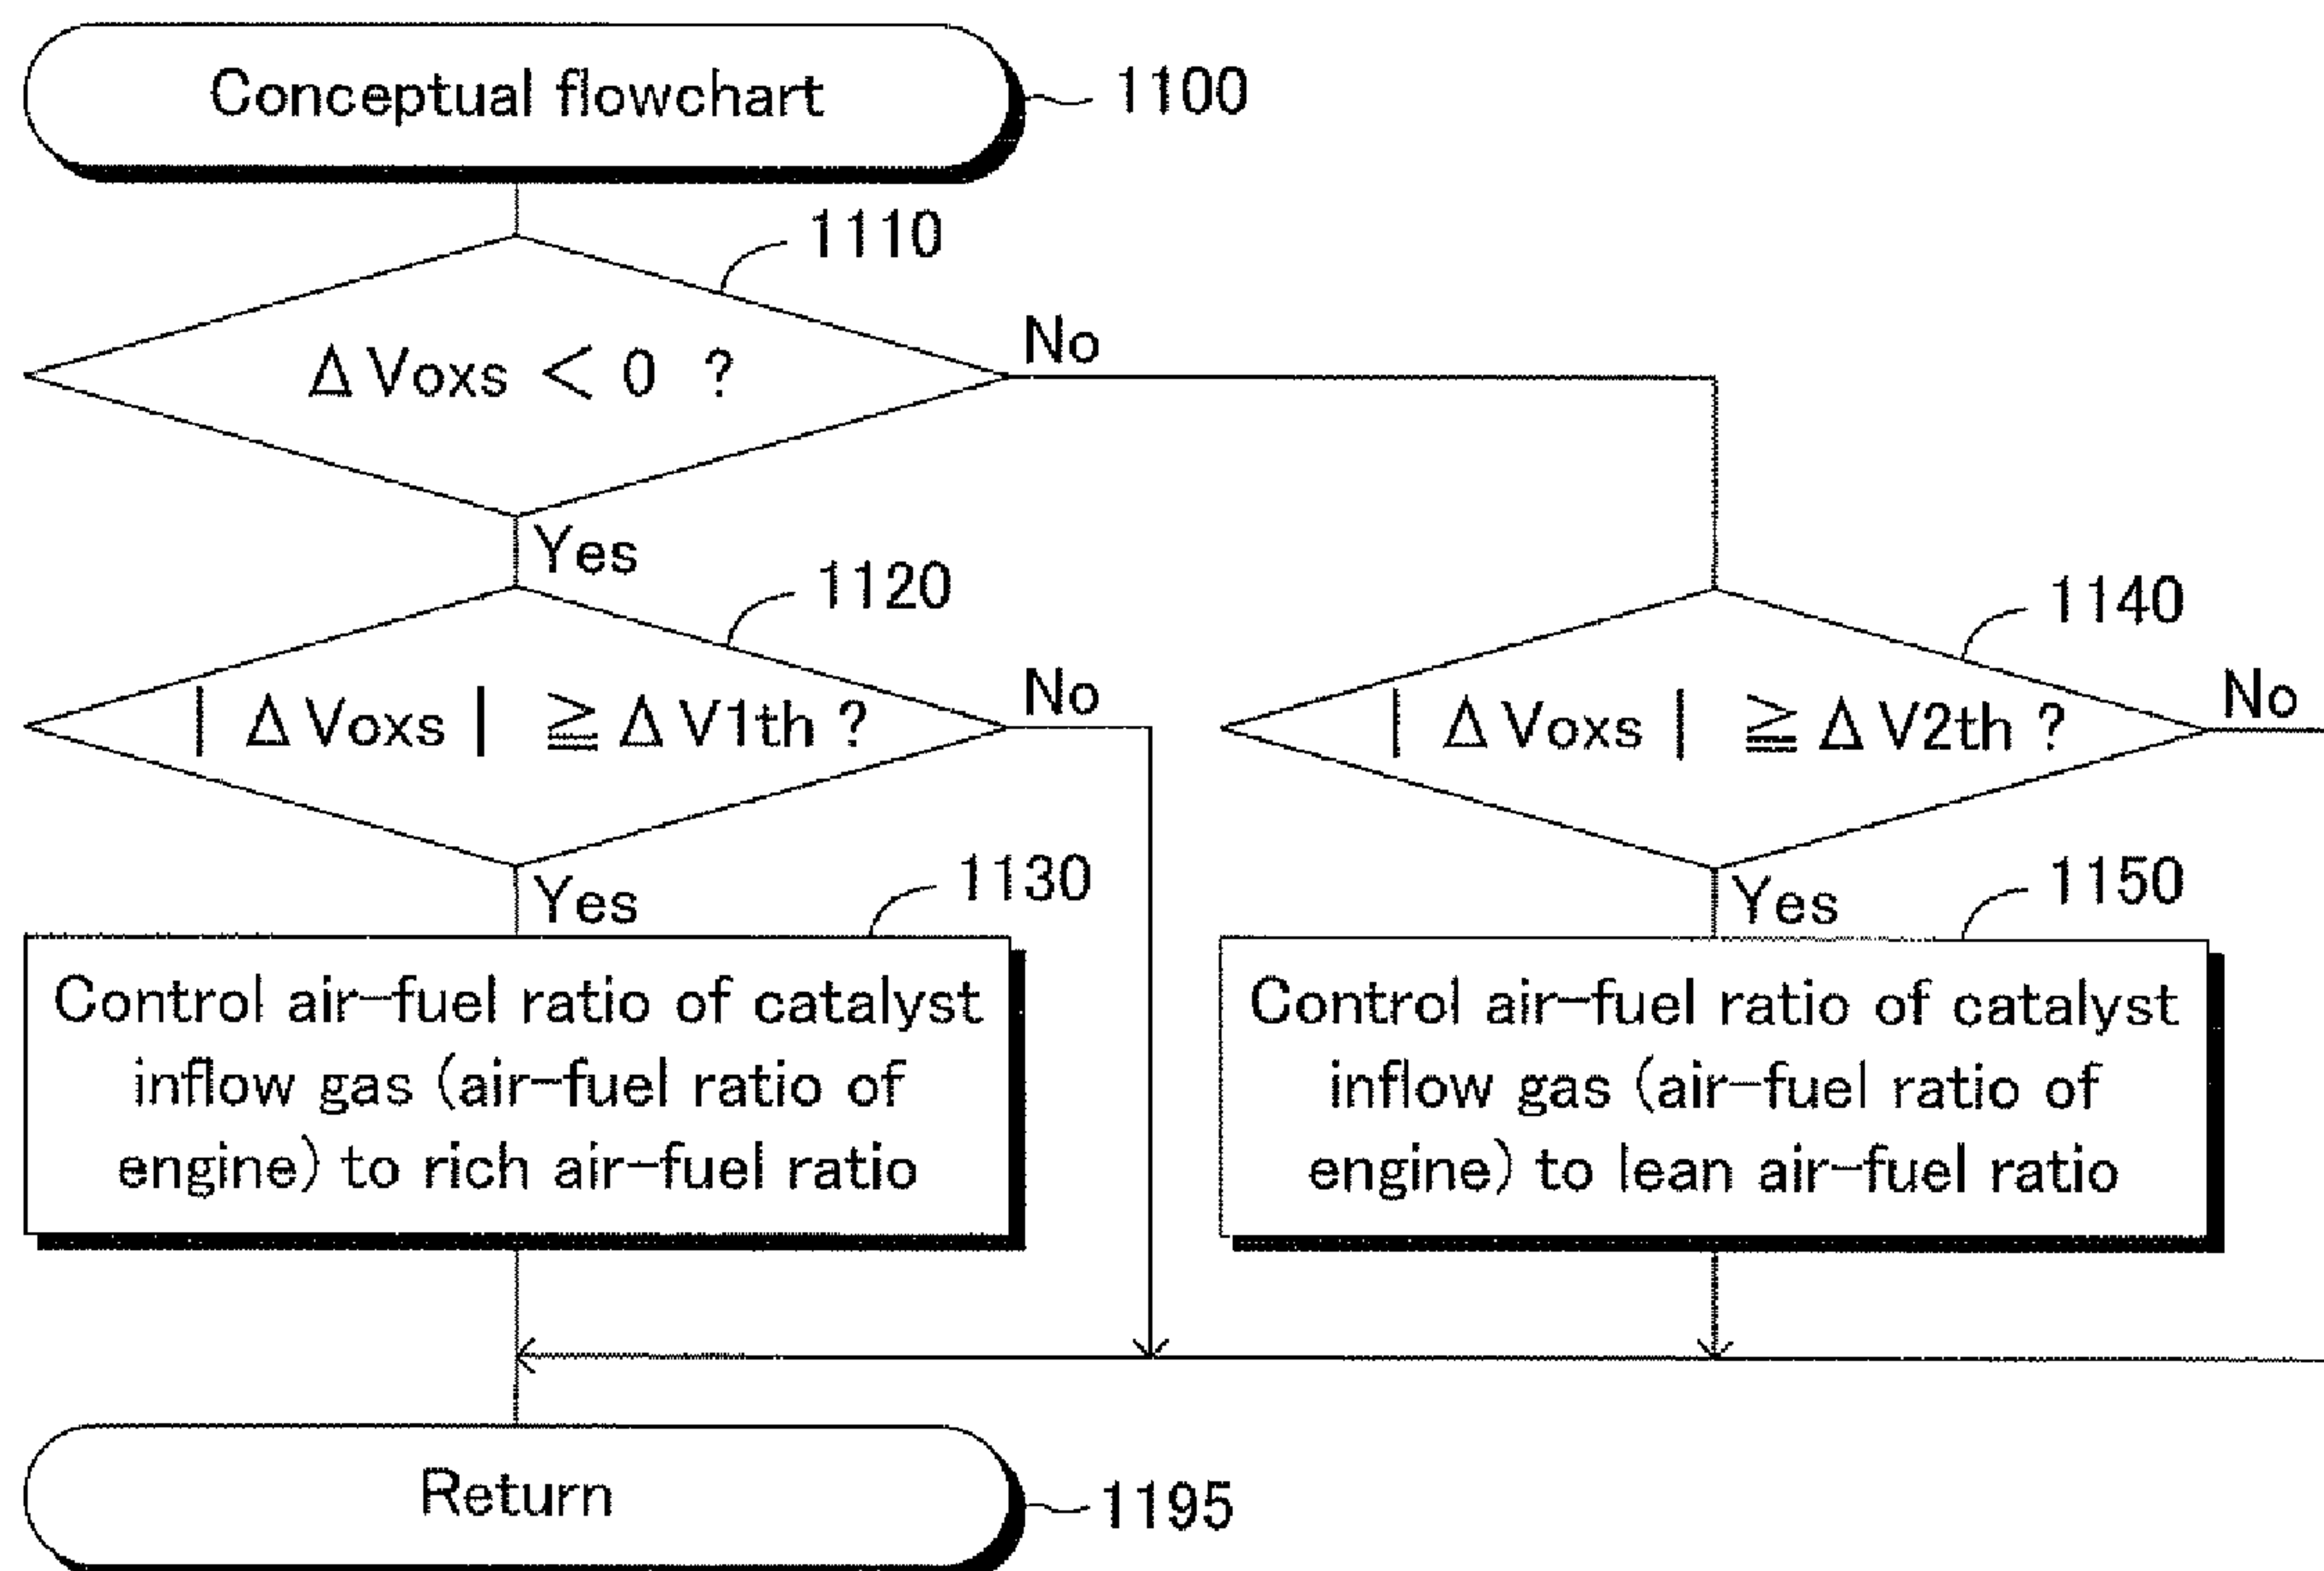 Conceptual flowchart
1100
1110
ΔVoxs < 0 ?
No
Yes
1120
| ΔVoxs | ≧ ΔV1th ?
No
1140
| ΔVoxs | ≧ ΔV2th ?
No
Yes
1130
Control air-fuel ratio of catalyst
inflow gas (air-fuel ratio of
engine) to rich air-fuel ratio
Yes
1150
Control air-fuel ratio of catalyst
inflow gas (air-fuel ratio of
engine) to lean air-fuel ratio
Return
1195